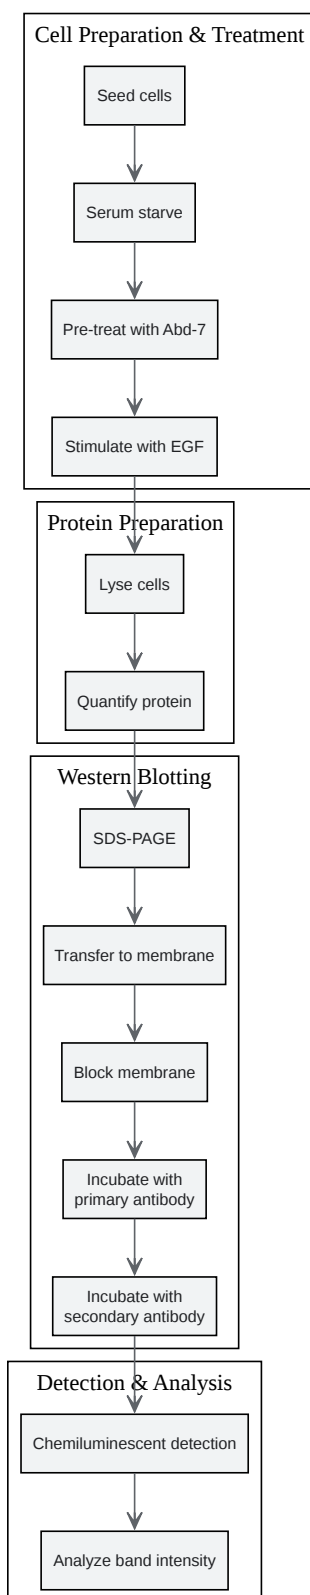 Cell Preparation & Treatment
Seed cells
Serum starve
Pre-treat with Abd-7
Stimulate with EGF
Protein Preparation
Lyse cells
Quantify protein
Western Blotting
SDS-PAGE
Transfer to membrane
Block membrane
Incubate with
primary antibody
Incubate with
secondary antibody
Detection & Analysis
Chemiluminescent detection
Analyze band intensity